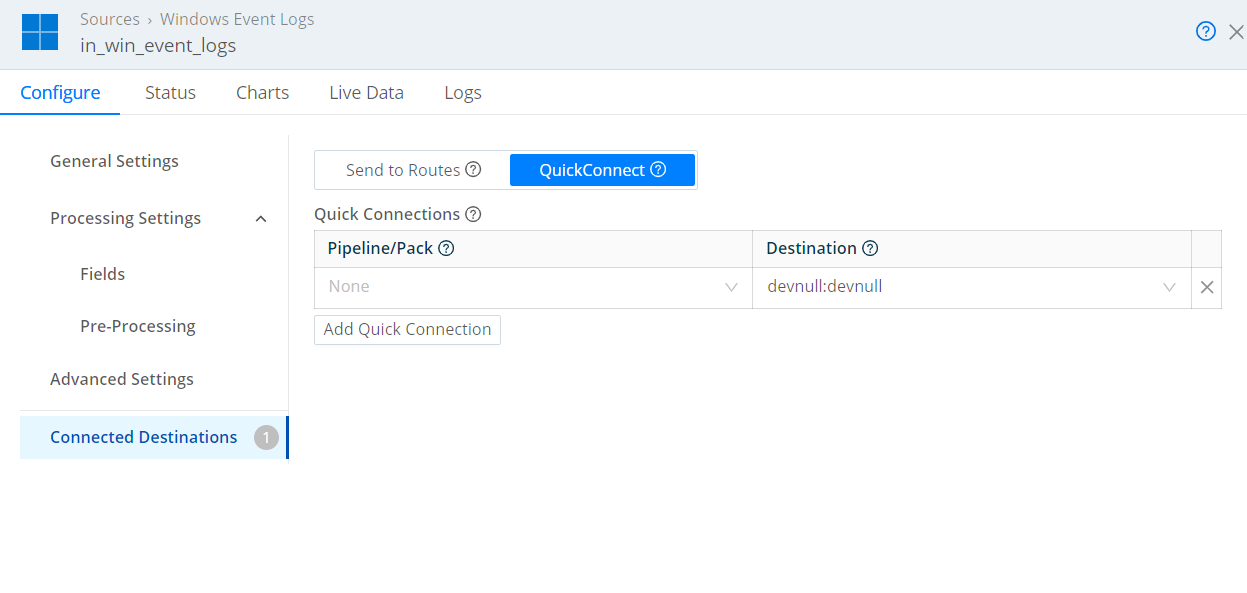 Sources › Windows Event Logs
in_win_event_logs
Configure Status Charts Live Data Logs
General Settings
Processing Settings
Fields
Pre-Processing
Advanced Settings
Connected Destinations 1
Send to Routes ? QuickConnect ?
Quick Connections ?
Pipeline/Pack ? Destination ?
None devnull:devnull
Add Quick Connection